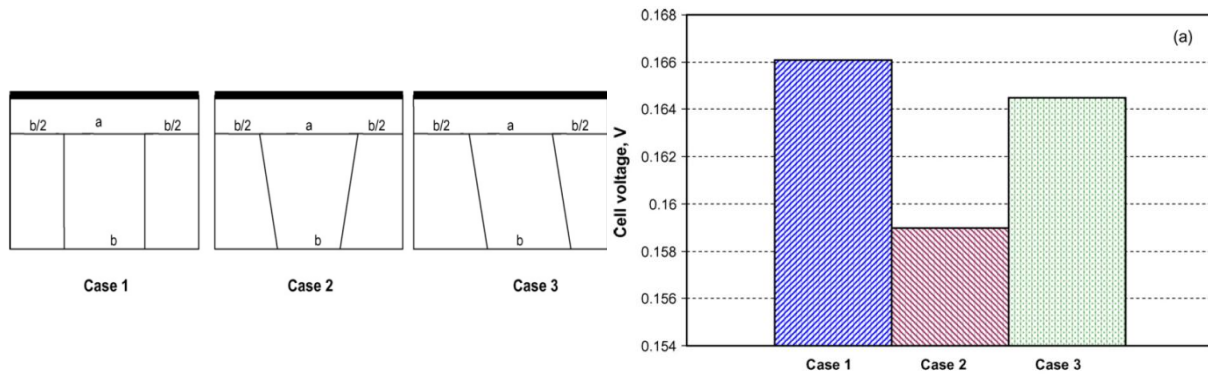 b/2 a b/2
b
Case 1
b/2 a b/2
b
Case 2
b/2 a b/2
b
Case 3
(a)
Cell voltage, V
0.168
0.166
0.164
0.162
0.16
0.158
0.156
0.154
Case 1 Case 2 Case 3